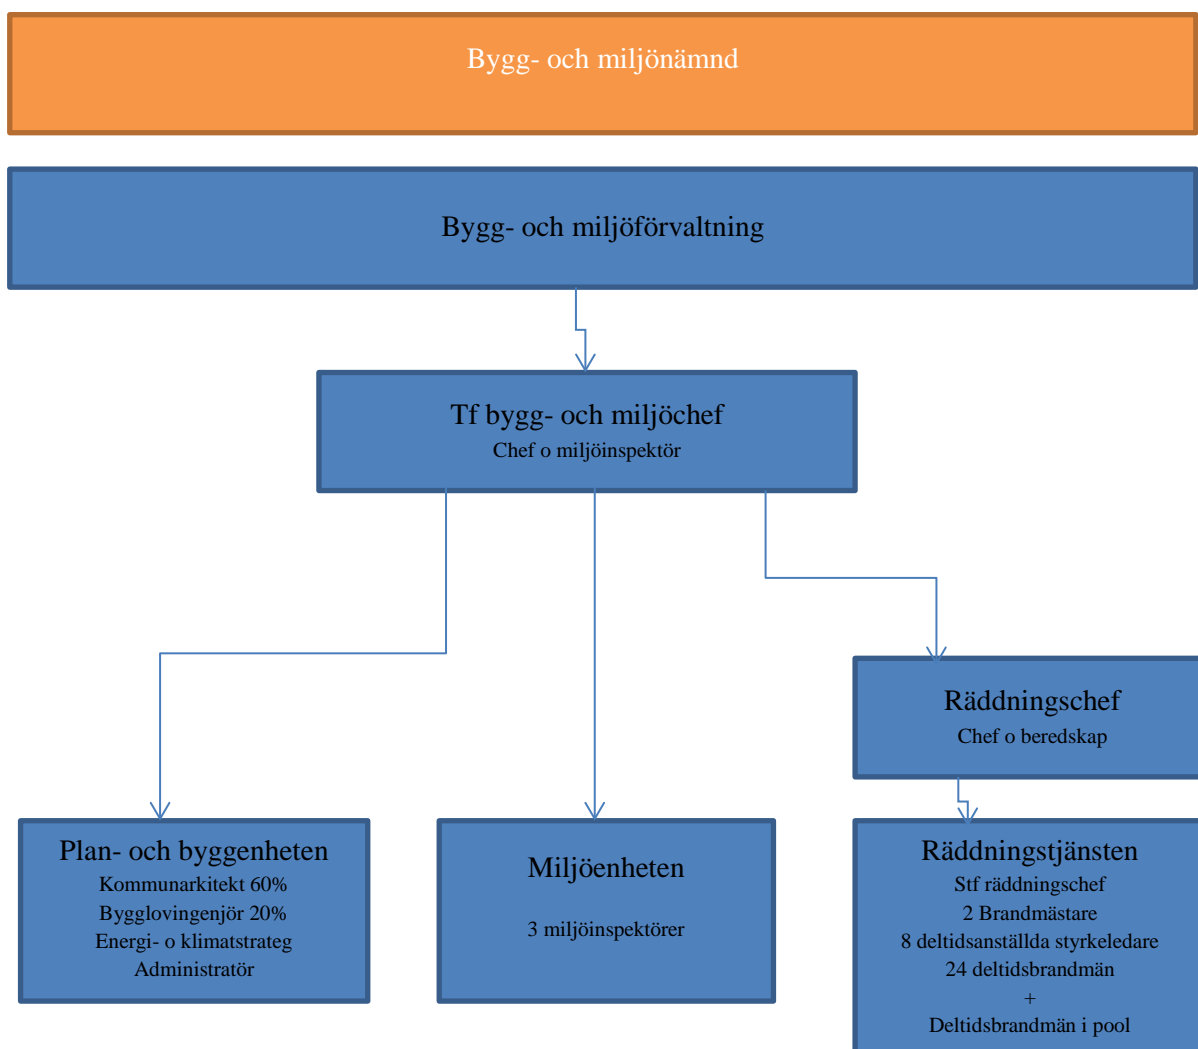 Bygg- och miljönämnd
Bygg- och miljöförvaltning
Tf bygg- och miljöchef
Chef o miljöinspektör
Räddningschef
Chef o beredskap
Plan- och byggenheten
Kommunarkitekt 60%
Bygglovingenjör 20%
Energi- o klimatstrateg
Administratör
Miljöenheten
3 miljöinspektörer
Räddningstjänsten
Stf räddningschef
2 Brandmästare
8 deltidsanställda styrkeledare
24 deltidsbrandmän
+
Deltidsbrandmän i pool